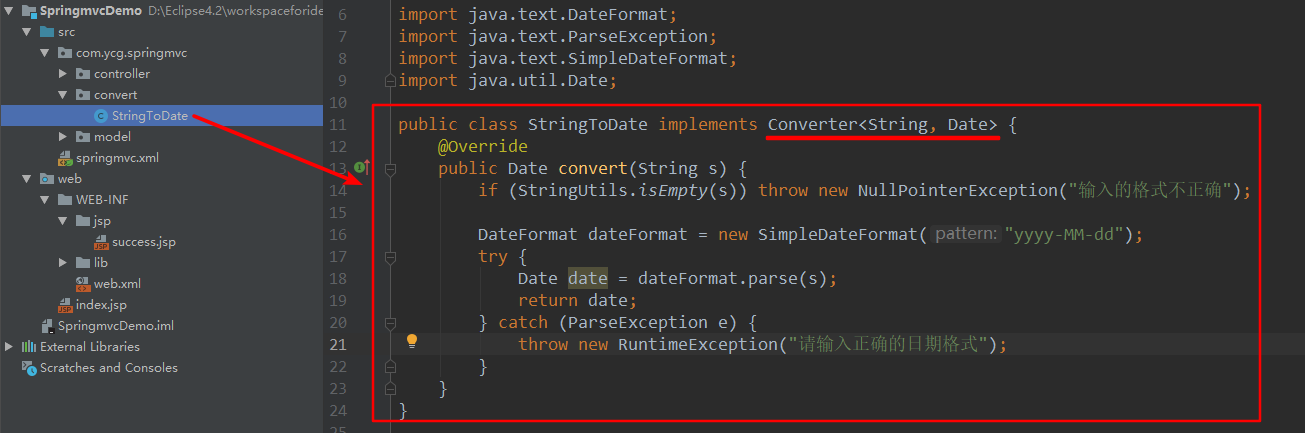 SpringmvcDemo D:\Eclipse4.2\workspaceforide
src
com.ycg.springmvc
controller
convert
StringToDate
model
springmvc.xml
web
WEB-INF
jsp
success.jsp
lib
web.xml
index.jsp
SpringmvcDemo.iml
External Libraries
Scratches and Consoles
6 import java.text.DateFormat;
7 import java.text.ParseException;
8 import java.text.SimpleDateFormat;
9 import java.util.Date;
10
11 public class StringToDate implements Converter<String, Date> {
12 @Override
13 public Date convert(String s) {
14 if (StringUtils.isEmpty(s)) throw new NullPointerException("输入的格式不正确");
15
16 DateFormat dateFormat = new SimpleDateFormat( pattern: "yyyy-MM-dd");
17 try {
18 Date date = dateFormat.parse(s);
19 return date;
20 } catch (ParseException e) {
21 throw new RuntimeException("请输入正确的日期格式");
22 }
23 }
24 }
25